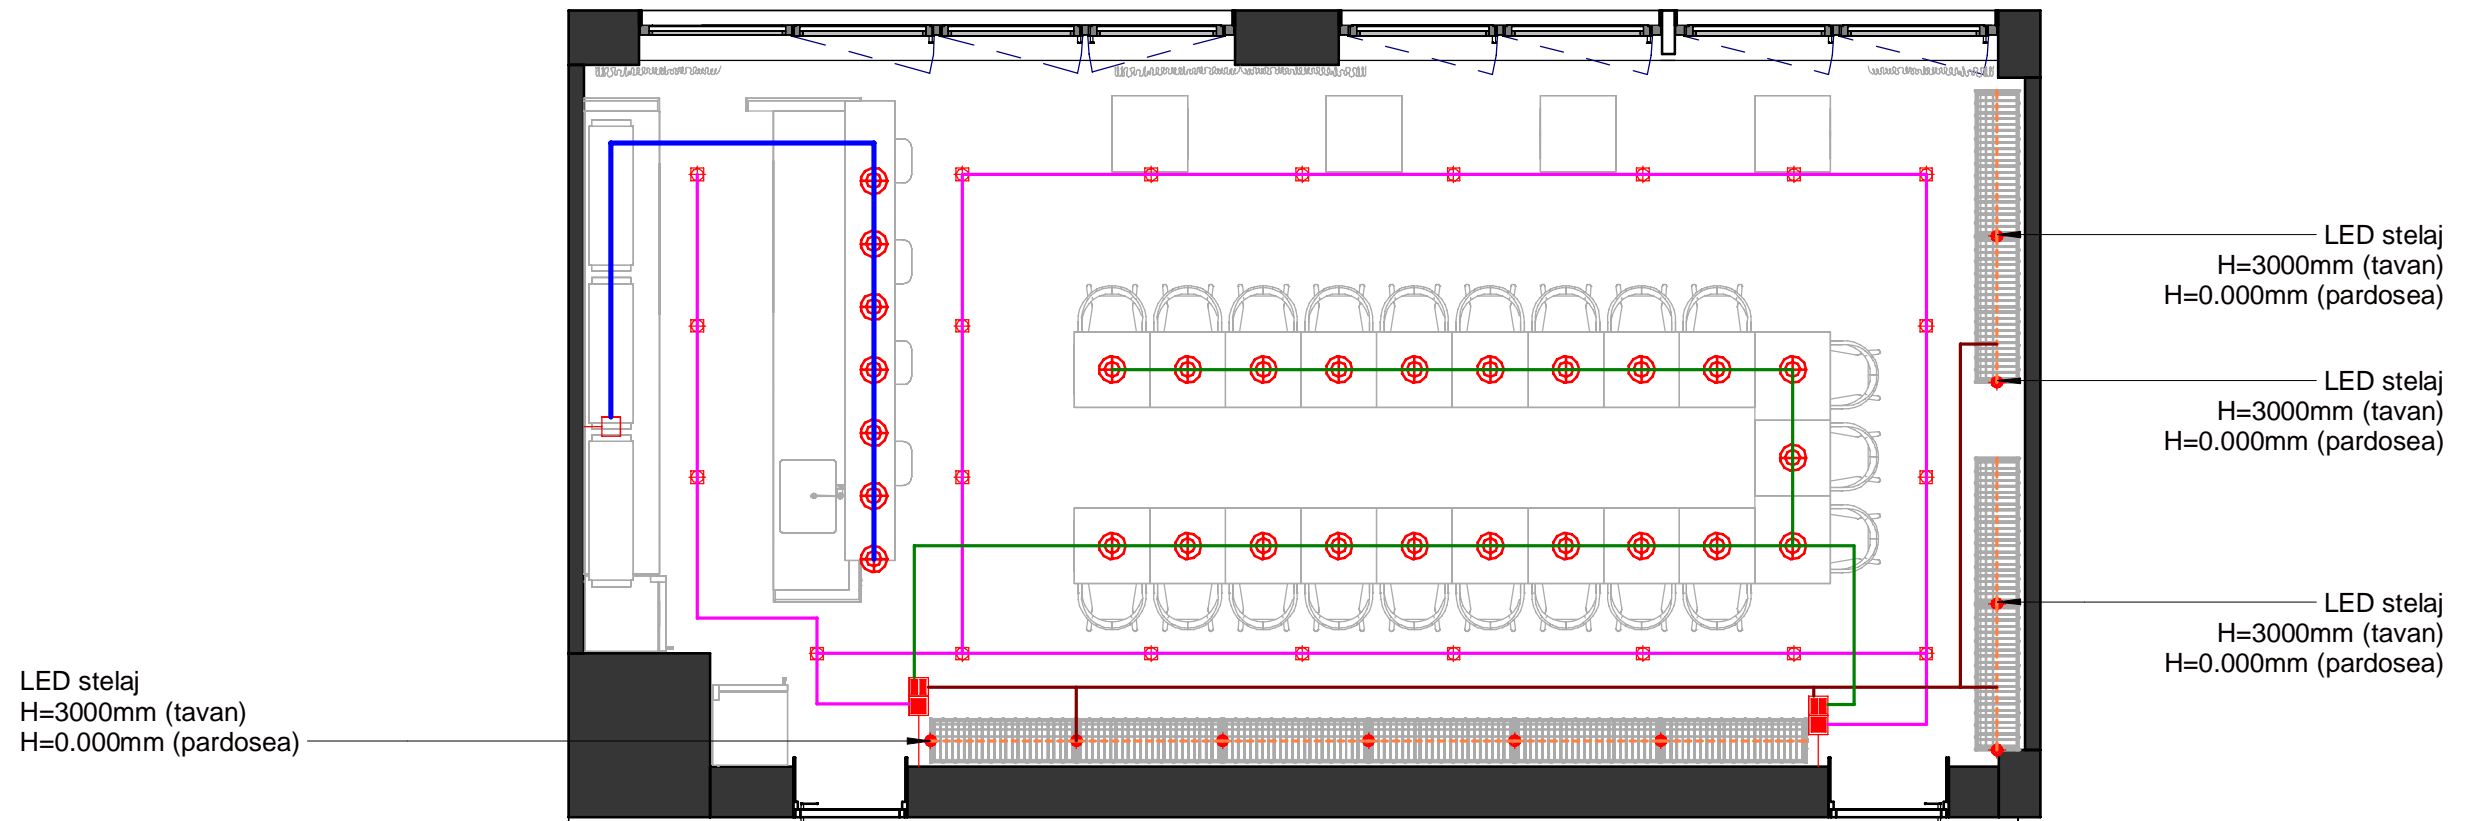 LED stelaj
H=3000mm (tavan)
H=0.000mm (pardosea)
LED stelaj
H=3000mm (tavan)
H=0.000mm (pardosea)
LED stelaj
H=3000mm (tavan)
H=0.000mm (pardosea)
LED stelaj
H=3000mm (tavan)
H=0.000mm (pardosea)